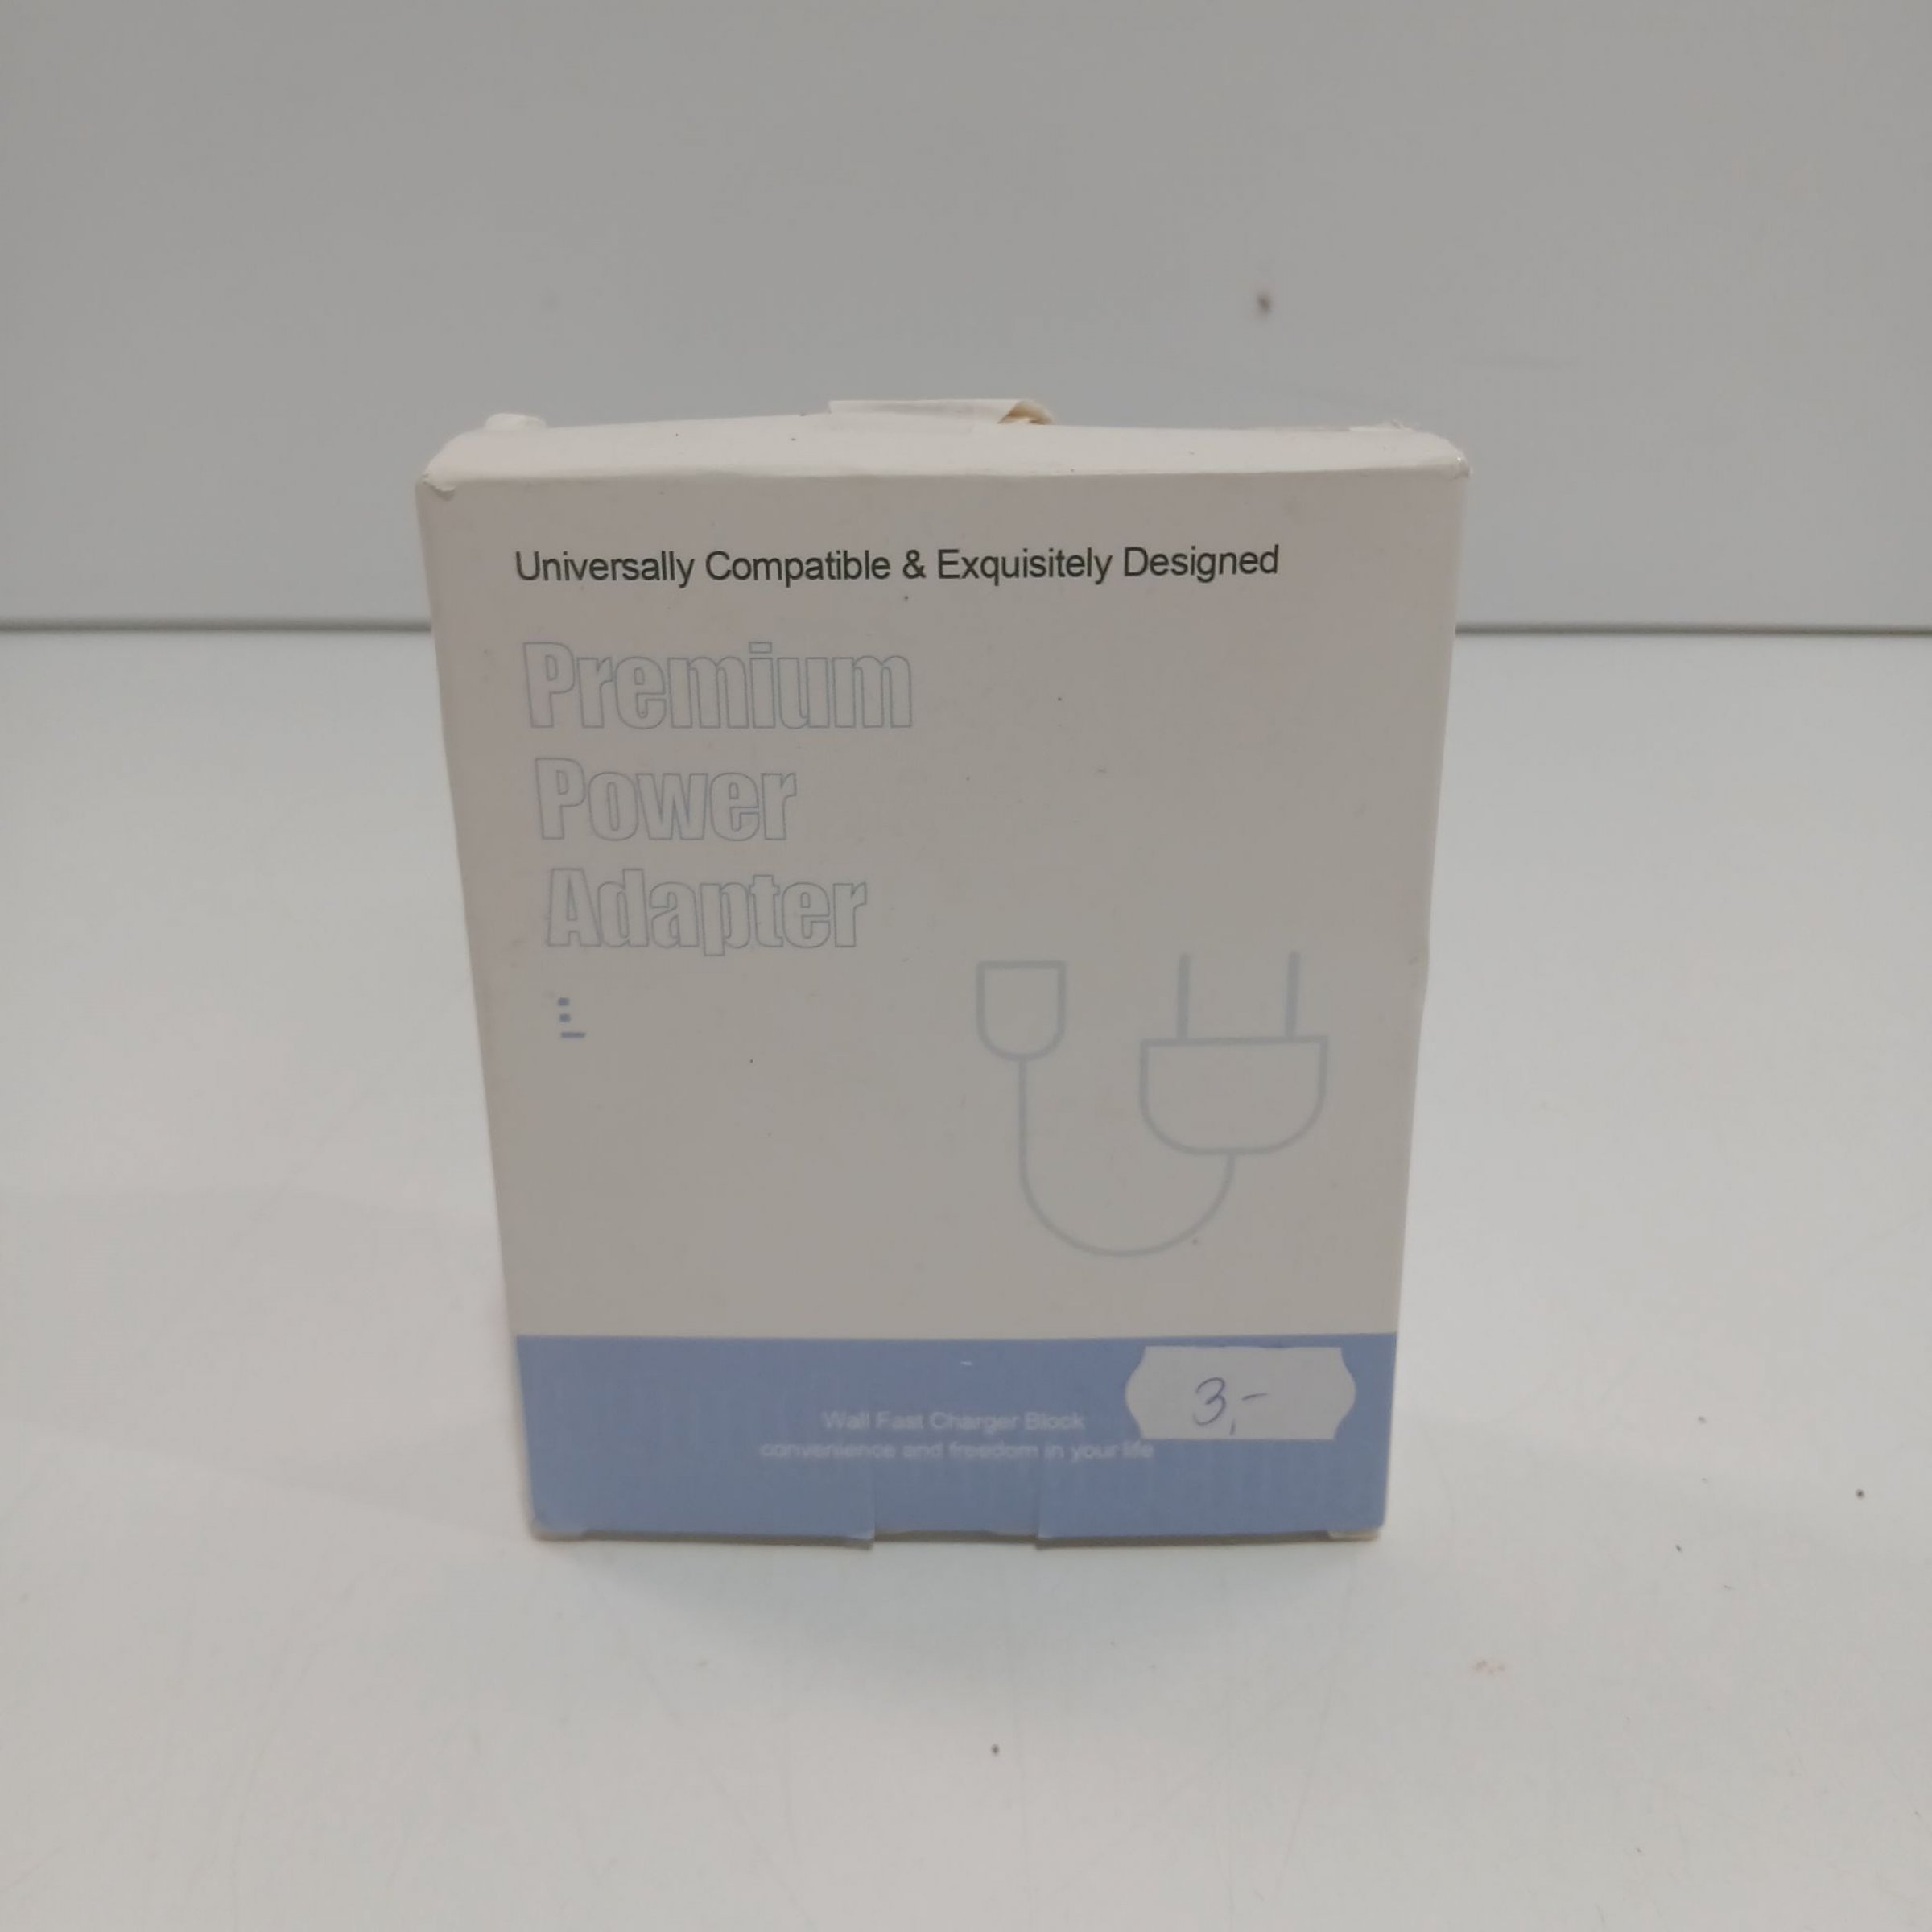 Universally Compatible & Exquisitely Designed
Premium
Power
Adapter
3,-
Wall Fast Charger Block
convenience and freedom in your life